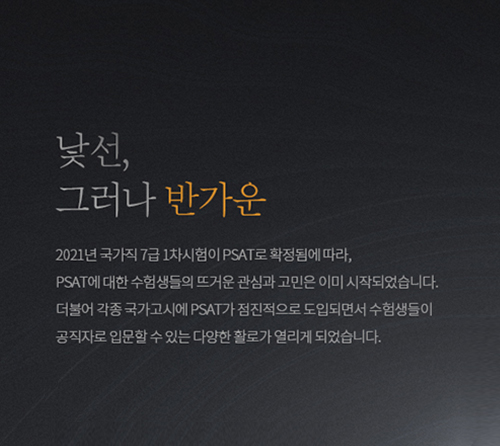 낯선,
그러나 반가운
2021년 국가직 7급 1차시험이 PSAT로 확정됨에 따라,
PSAT에 대한 수험생들의 뜨거운 관심과 고민은 이미 시작되었습니다.
더불어 각종 국가고시에 PSAT가 점진적으로 도입되면서 수험생들이
공직자로 입문할 수 있는 다양한 활로가 열리게 되었습니다.